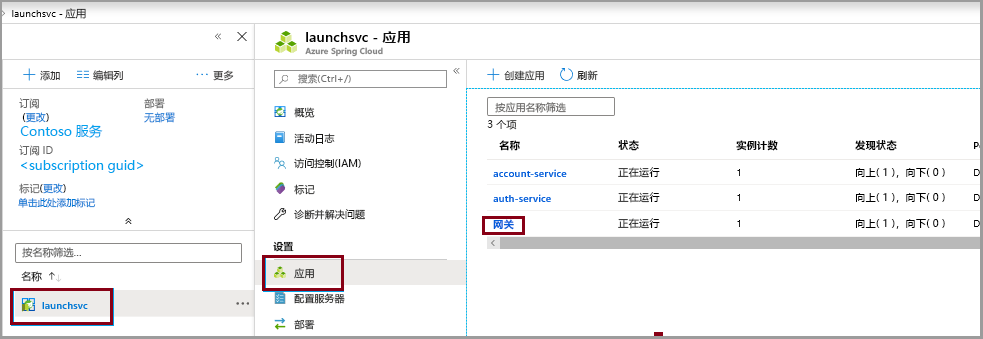 launchsvc - 应用
添加
编辑列
更多
订阅
(更改)
Contoso 服务
部署
无部署
订阅 ID
<subscription guid>
标记(更改)
单击此处添加标记
按名称筛选...
名称
launchsvc
launchsvc - 应用
Azure Spring Cloud
搜索(Ctrl+/)
概览
活动日志
访问控制(IAM)
标记
诊断并解决问题
设置
应用
配置服务器
部署
创建应用
刷新
按应用名称筛选
3 个项
名称 状态 实例计数 发现状态
account-service 正在运行 1 向上( 1 )，向下( 0 ) D
auth-service 正在运行 1 向上( 1 )，向下( 0 ) D
网关 正在运行 1 向上( 1 )，向下( 0 ) D